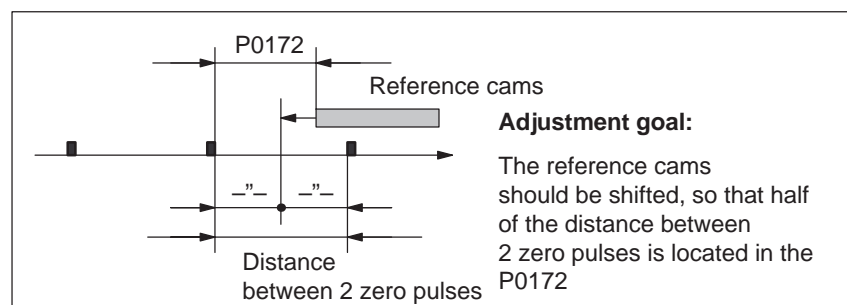 P0172
Reference cams
Adjustment goal:
The reference cams
should be shifted, so that half
of the distance between
2 zero pulses is located in the
P0172
–”– –”–
Distance
between 2 zero pulses